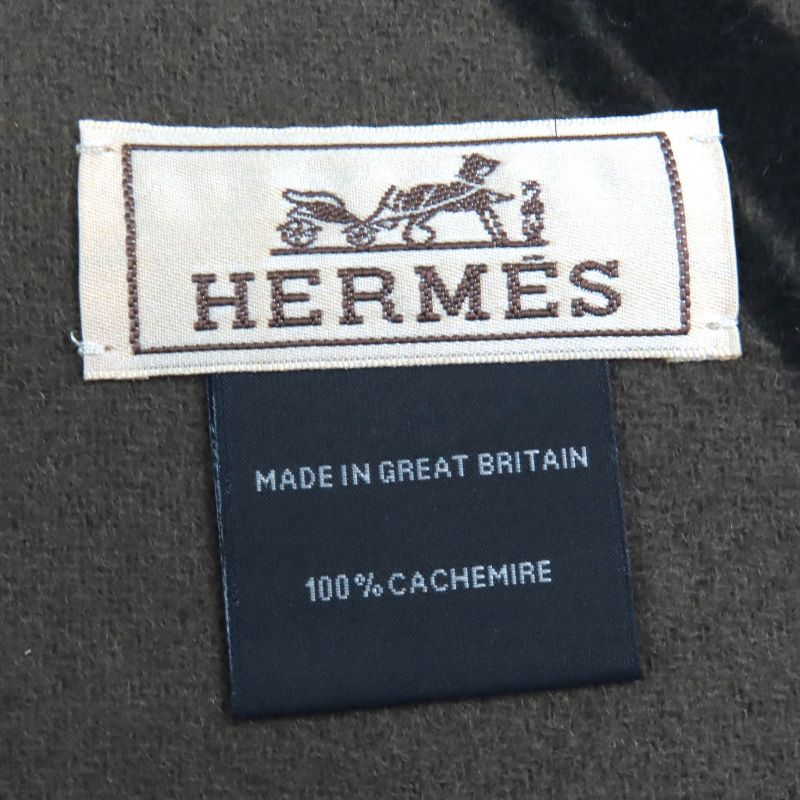 HERMÈS
MADE IN GREAT BRITAIN
100% CACHEMIRE